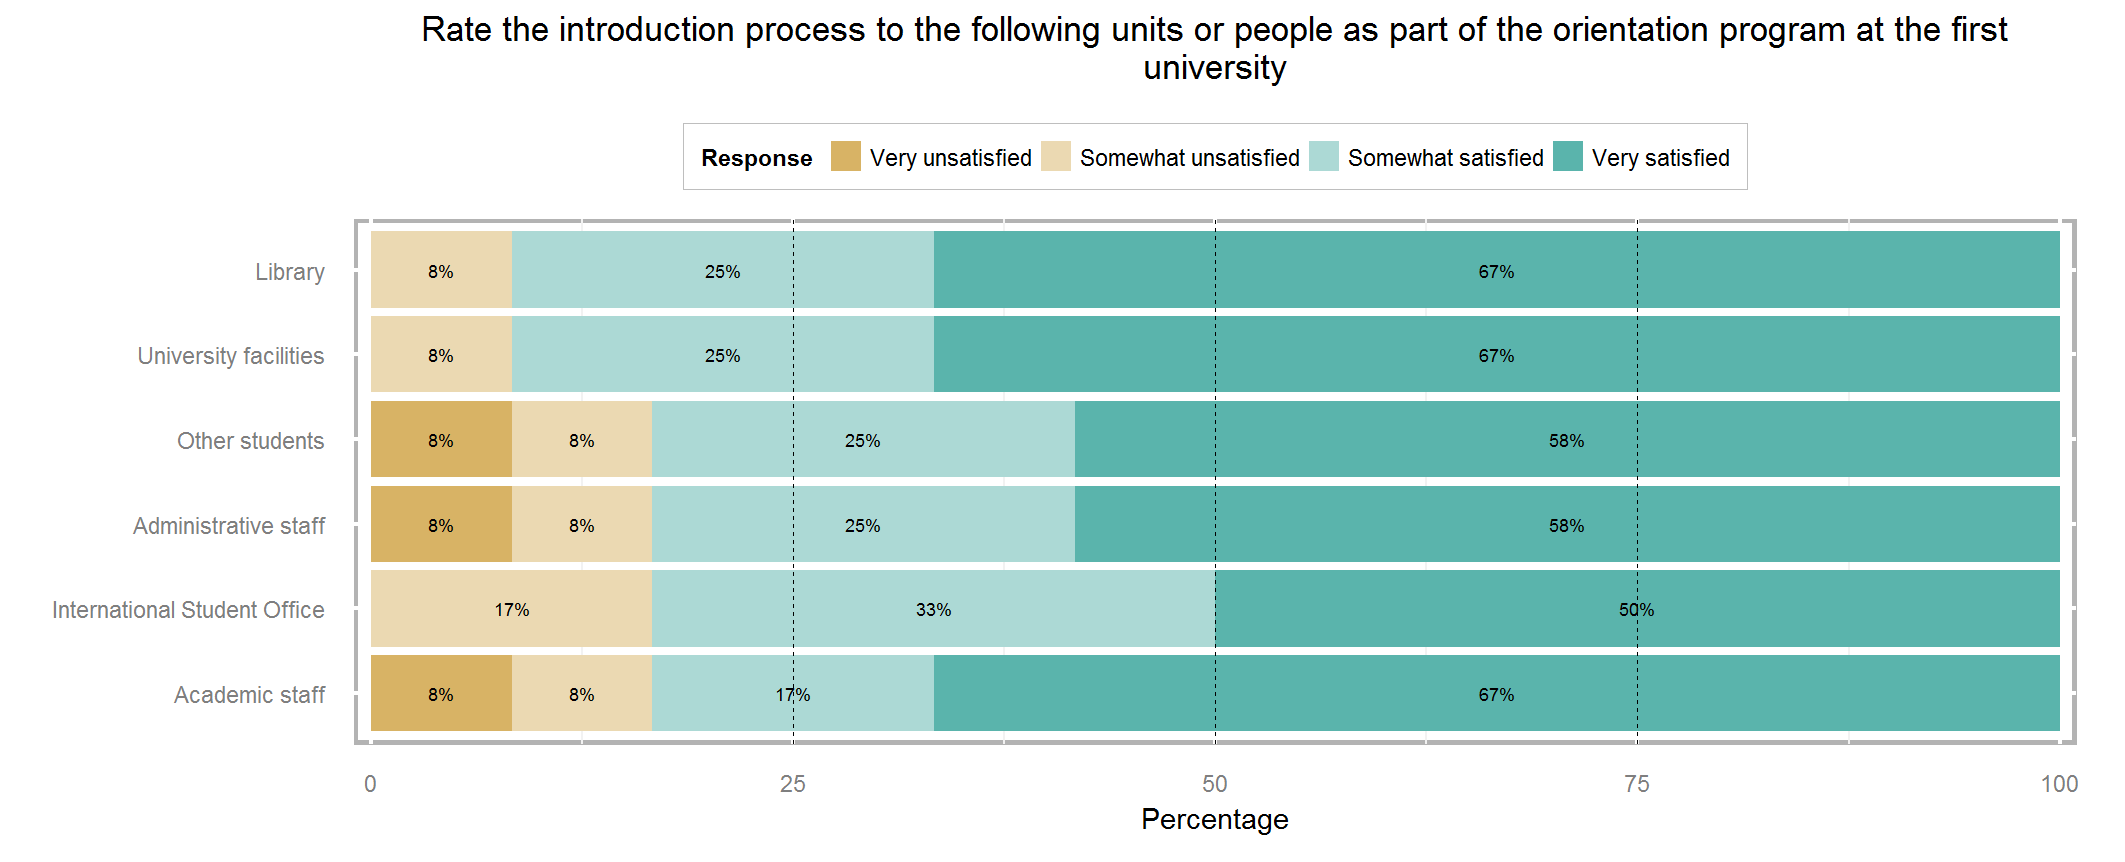 Rate the introduction process to the following units or people as part of the orientation program at the first
university
Response Very unsatisfied Somewhat unsatisfied Somewhat satisfied Very satisfied
Library 8% 25% 67%
University facilities 8% 25% 67%
Other students 8% 8% 25% 58%
Administrative staff 8% 8% 25% 58%
International Student Office 17% 33% 50%
Academic staff 8% 8% 17% 67%
0 25 50 75 100
Percentage